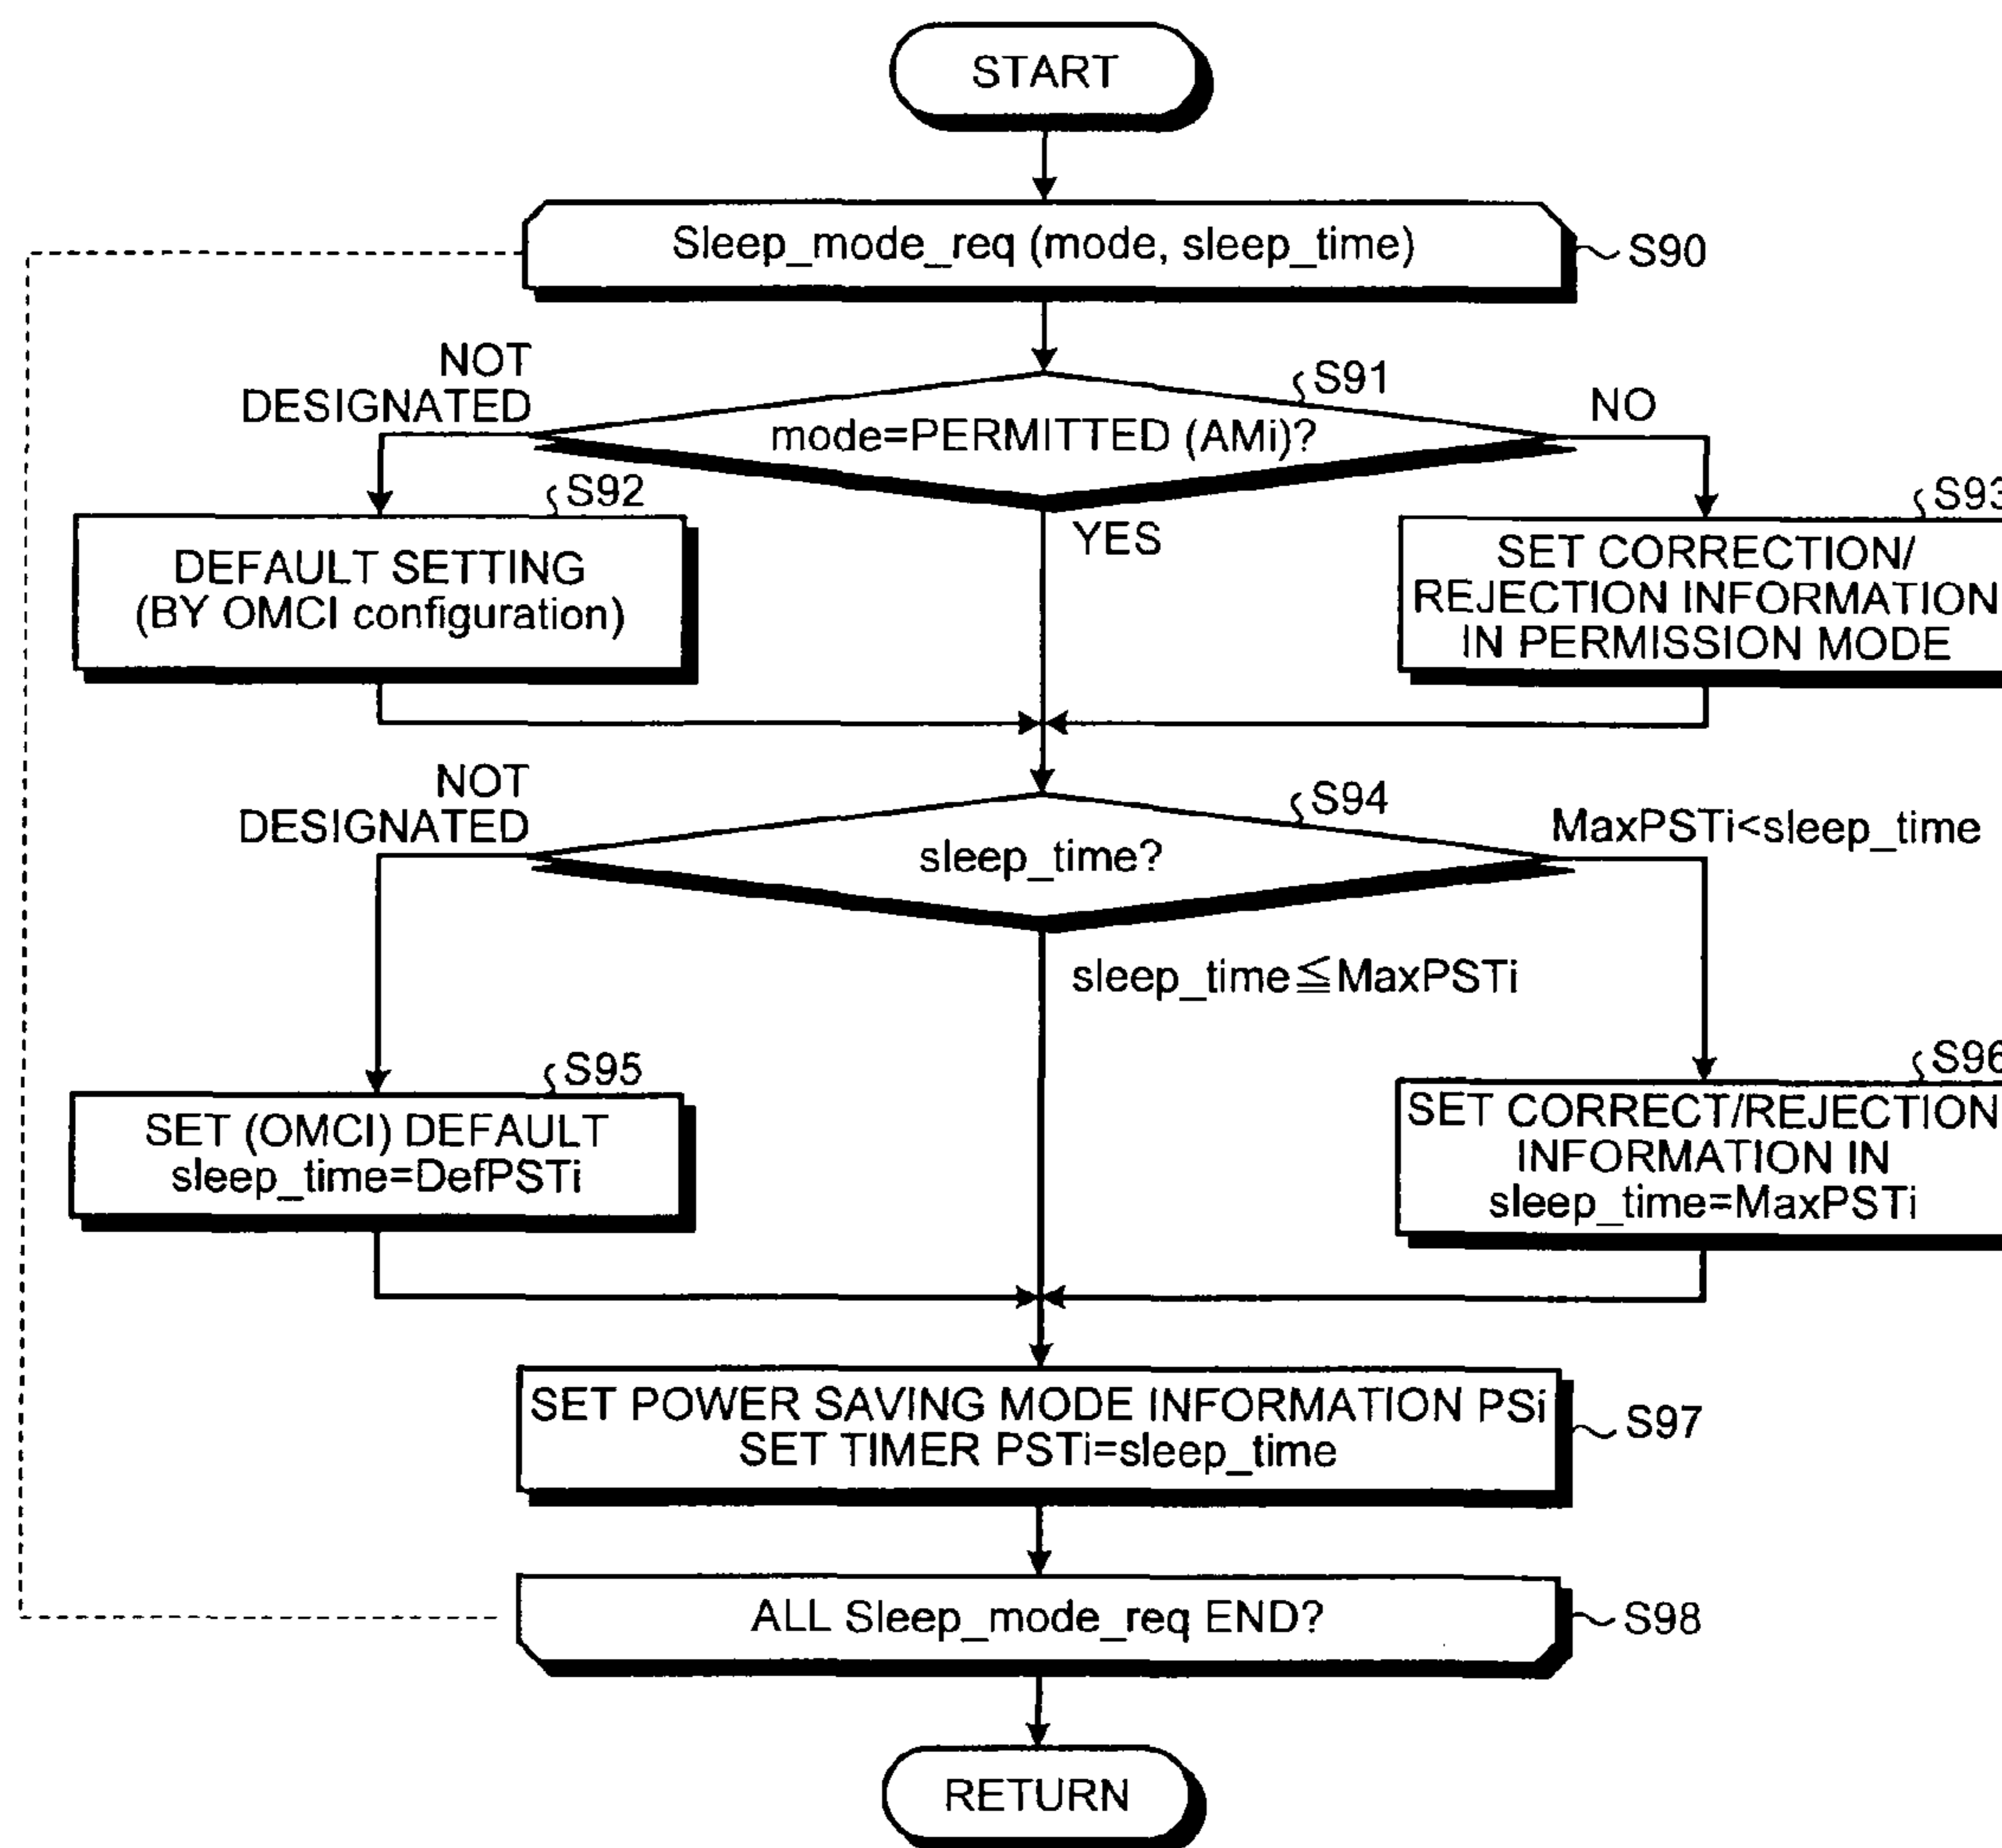 START
Sleep_mode_req (mode, sleep_time)
S90
NOT
DESIGNATED
S91
mode=PERMITTED (AMi)?
NO
YES
S92
DEFAULT SETTING
(BY OMCI configuration)
S93
SET CORRECTION/
REJECTION INFORMATION
IN PERMISSION MODE
NOT
DESIGNATED
S94
sleep_time?
MaxPSTi<sleep_time
sleep_time≦MaxPSTi
S95
SET (OMCI) DEFAULT
sleep_time=DefPSTi
S96
SET CORRECT/REJECTION
INFORMATION IN
sleep_time=MaxPSTi
SET POWER SAVING MODE INFORMATION PSi
SET TIMER PSTi=sleep_time
S97
ALL Sleep_mode_req END?
S98
RETURN